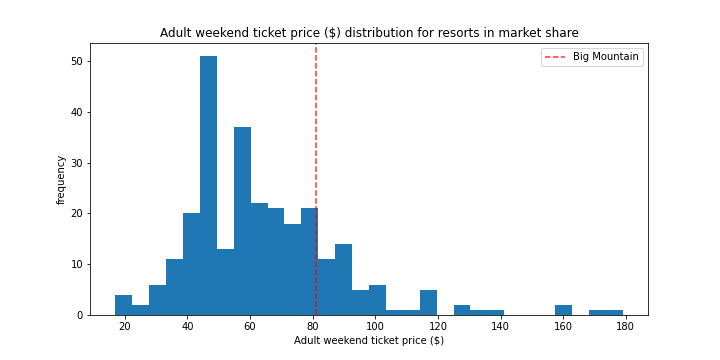 Adult weekend ticket price ($) distribution for resorts in market share
Big Mountain
frequency
50
40
30
20
10
0
20 40 60 80 100 120 140 160 180
Adult weekend ticket price ($)